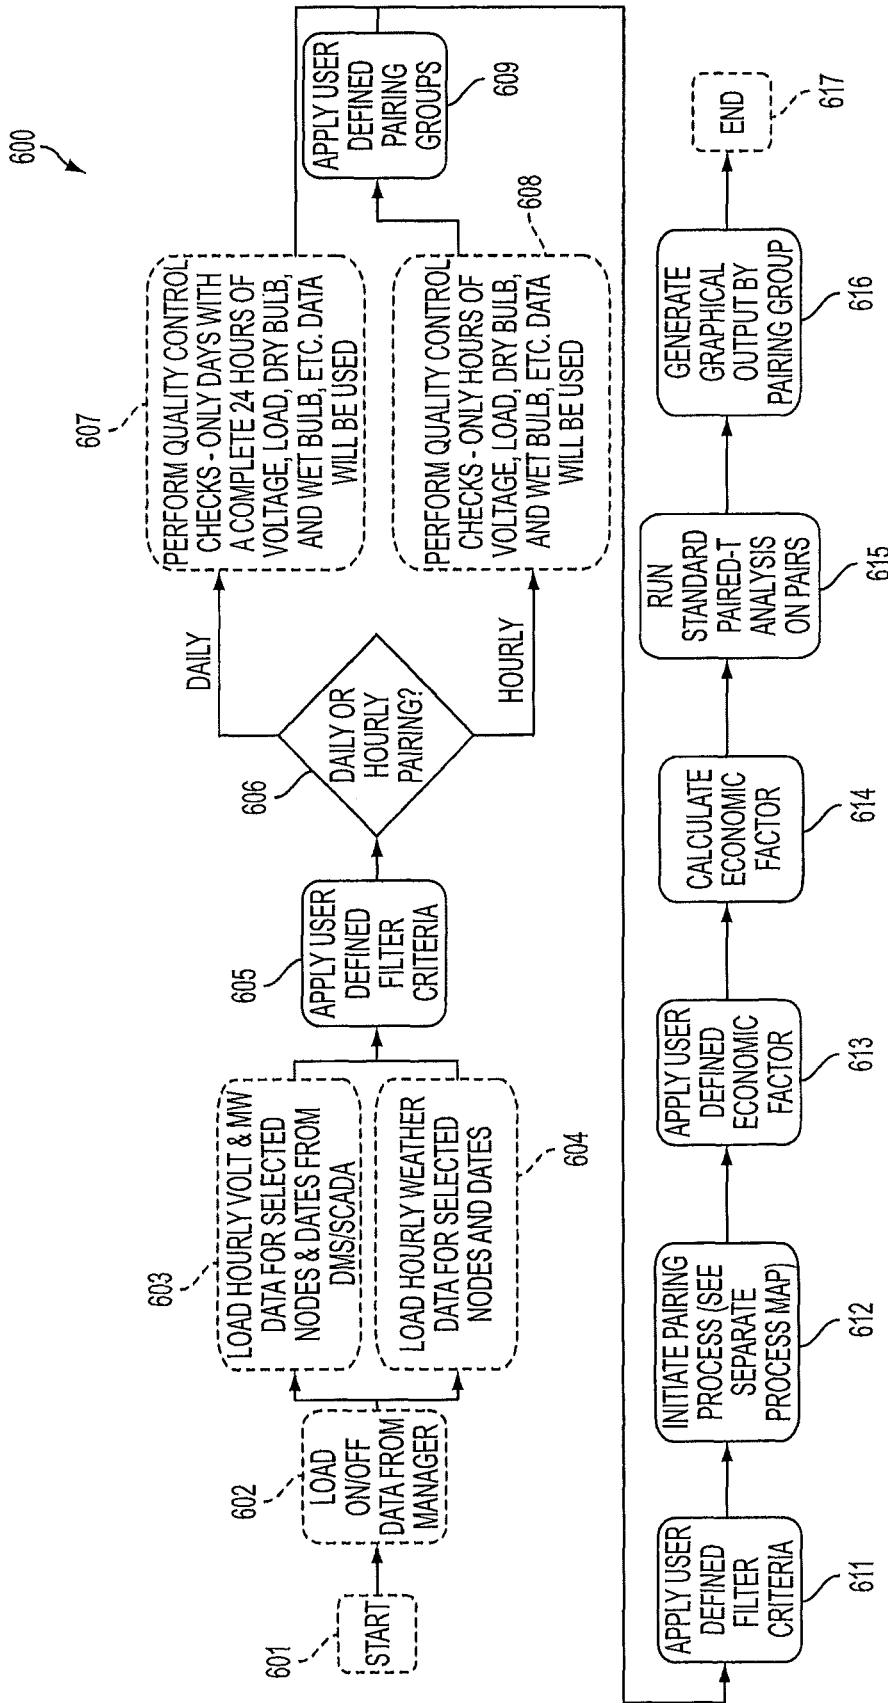 600
601
START
602
LOAD
ON/OFF
DATA FROM
MANAGER
603
LOAD HOURLY VOLT & MW
DATA FOR SELECTED
NODES & DATES FROM
DMS/SCADA
LOAD HOURLY WEATHER
DATA FOR SELECTED
NODES AND DATES
604
605
APPLY USER
DEFINED
FILTER
CRITERIA
606
DAILY OR
HOURLY
PAIRING?
DAILY
HOURLY
607
PERFORM QUALITY CONTROL
CHECKS - ONLY DAYS WITH
A COMPLETE 24 HOURS OF
VOLTAGE, LOAD, DRY BULB,
AND WET BULB, ETC. DATA
WILL BE USED
PERFORM QUALITY CONTROL
CHECKS - ONLY HOURS OF
VOLTAGE, LOAD, DRY BULB,
AND WET BULB, ETC. DATA
WILL BE USED
608
APPLY USER
DEFINED
PAIRING
GROUPS
609
APPLY USER
DEFINED
FILTER
CRITERIA
611
INITIATE PAIRING
PROCESS (SEE
SEPARATE
PROCESS MAP)
612
APPLY USER
DEFINED
ECONOMIC
FACTOR
613
CALCULATE
ECONOMIC
FACTOR
614
RUN
STANDARD
PAIRED-T
ANALYSIS
ON PAIRS
615
GENERATE
GRAPHICAL
OUTPUT BY
PAIRING GROUP
616
END
617